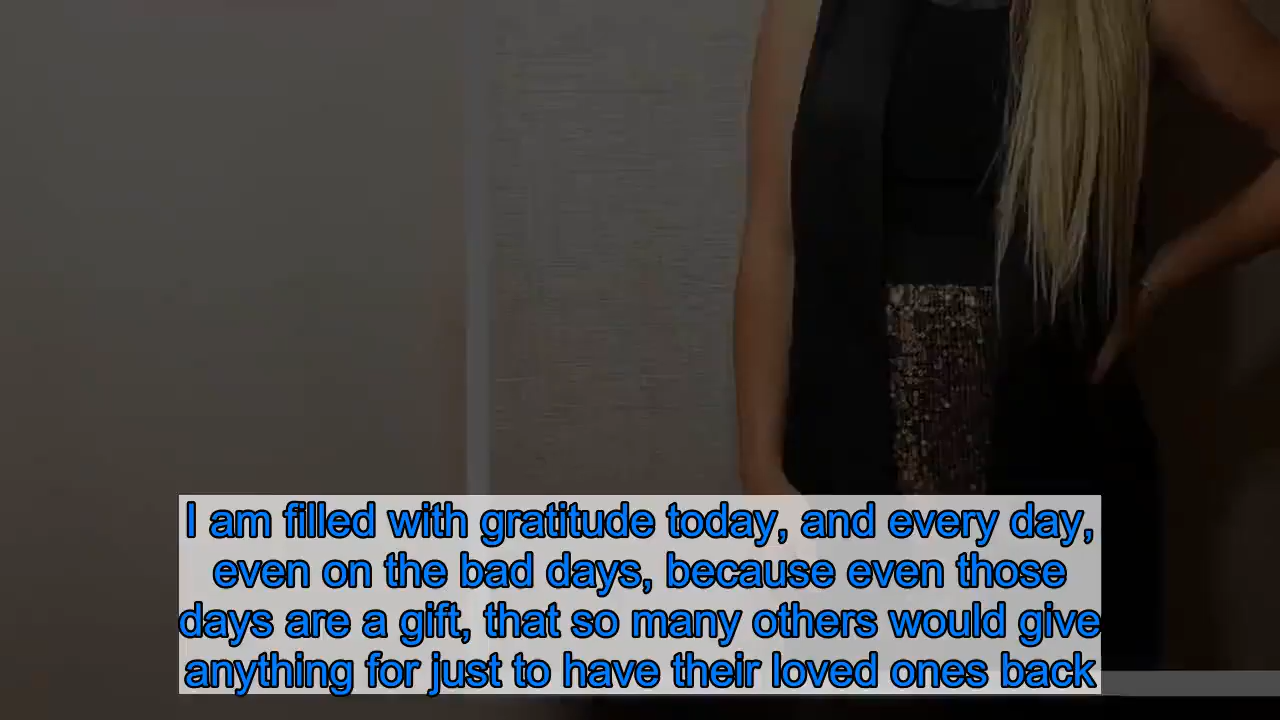 I am filled with gratitude today, and every day,
even on the bad days, because even those
days are a gift, that so many others would give
anything for just to have their loved ones back